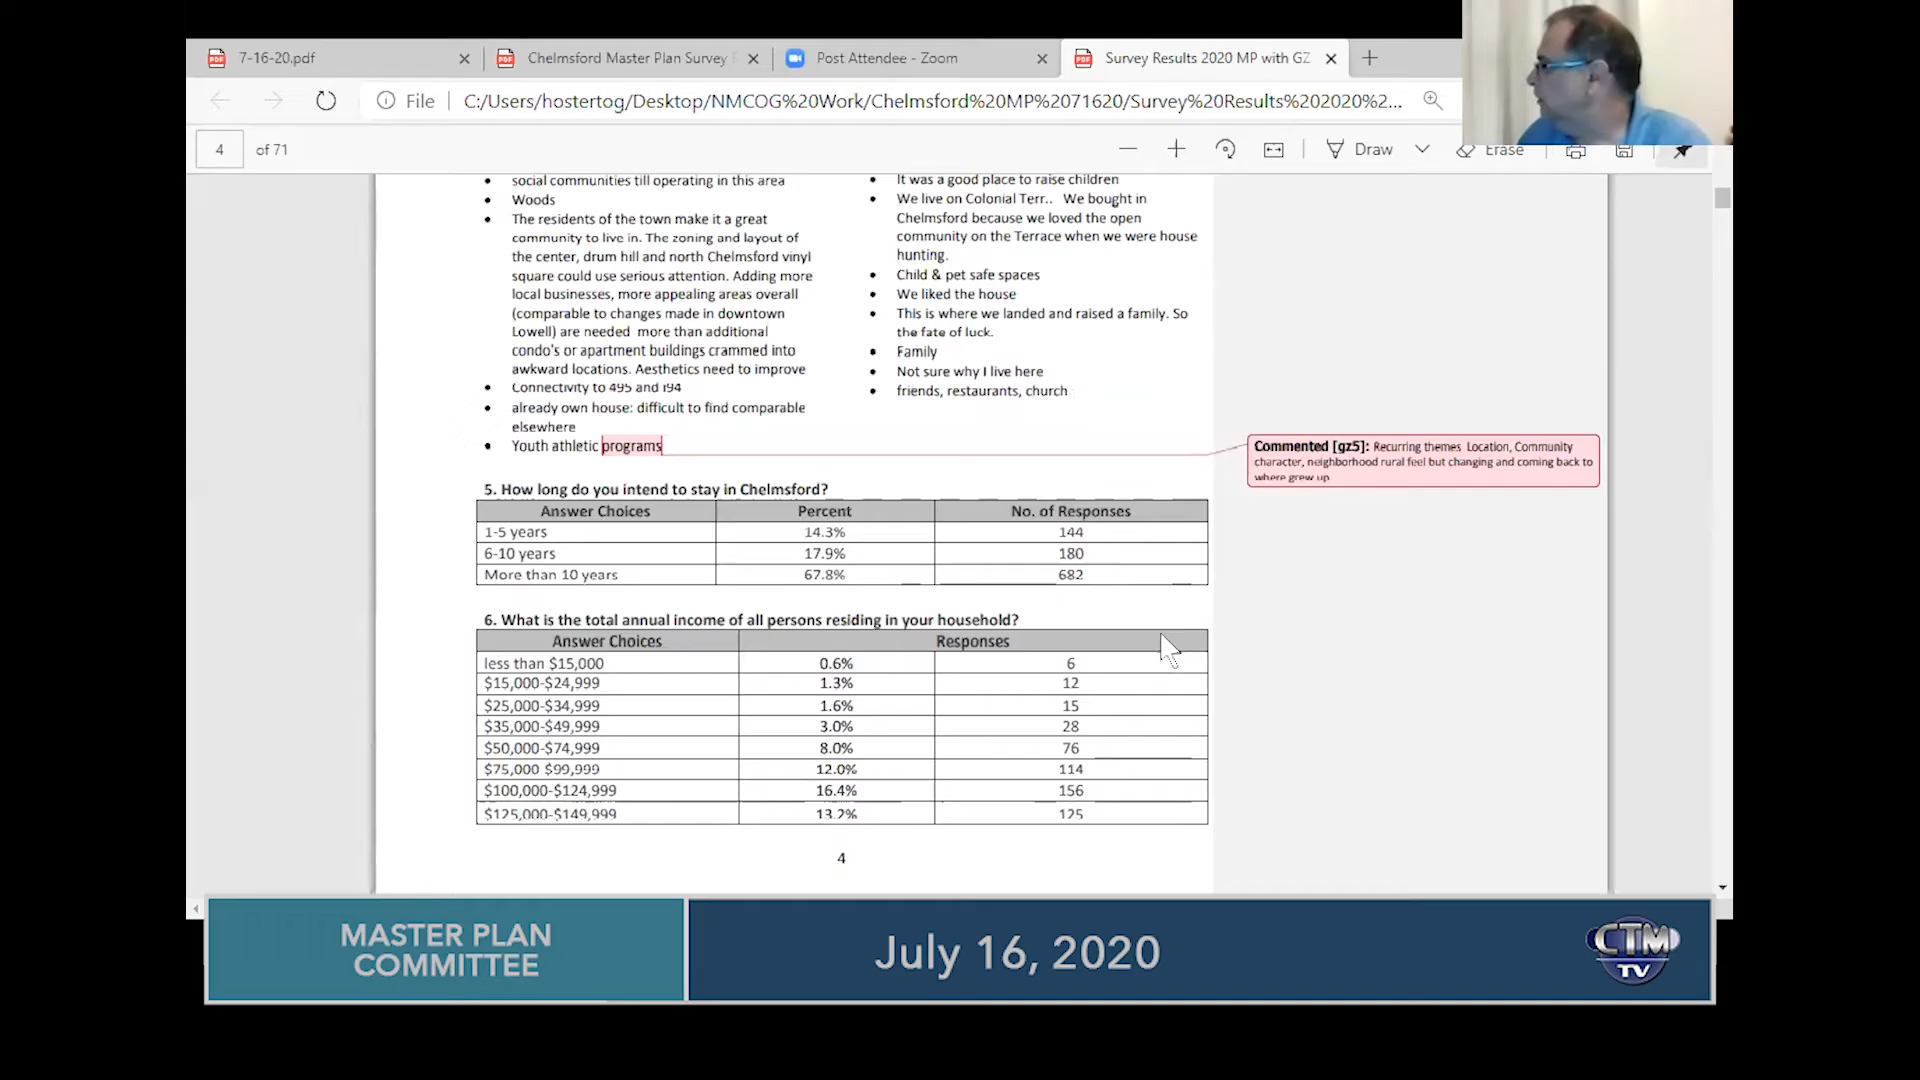 7-16-20.pdf
Chelmsford Master Plan Survey
Post Attendee - Zoom
Survey Results 2020 MP with GZ
File
C:/Users/hostertog/Desktop/NMCOG%20Work/Chelmsford%20MP%2071620/Survey%20Results%202020%2...
4 of 71
Draw
Erase
social communities till operating in this area
• Woods
• The residents of the town make it a great
community to live in. The zoning and layout of
the center, drum hill and north Chelmsford vinyl
square could use serious attention. Adding more
local businesses, more appealing areas overall
(comparable to changes made in downtown
Lowell) are needed more than additional
condo's or apartment buildings crammed into
awkward locations. Aesthetics need to improve
• Connectivity to 495 and i94
• already own house: difficult to find comparable
elsewhere
• Youth athletic programs
• It was a good place to raise children
• We live on Colonial Terr.. We bought in
Chelmsford because we loved the open
community on the Terrace when we were house
hunting.
• Child & pet safe spaces
• We liked the house
• This is where we landed and raised a family. So
the fate of luck.
• Family
• Not sure why I live here
• friends, restaurants, church
Commented [gz5]: Recurring themes Location, Community
character, neighborhood rural feel but changing and coming back to
where grew up
5. How long do you intend to stay in Chelmsford?
Answer Choices Percent No. of Responses
1-5 years 14.3% 144
6-10 years 17.9% 180
More than 10 years 67.8% 682
6. What is the total annual income of all persons residing in your household?
Answer Choices Responses
less than $15,000 0.6% 6
$15,000-$24,999 1.3% 12
$25,000-$34,999 1.6% 15
$35,000-$49,999 3.0% 28
$50,000-$74,999 8.0% 76
$75,000 $99,999 12.0% 114
$100,000-$124,999 16.4% 156
$125,000-$149,999 13.2% 125
4
MASTER PLAN
COMMITTEE
July 16, 2020
CTM
TV